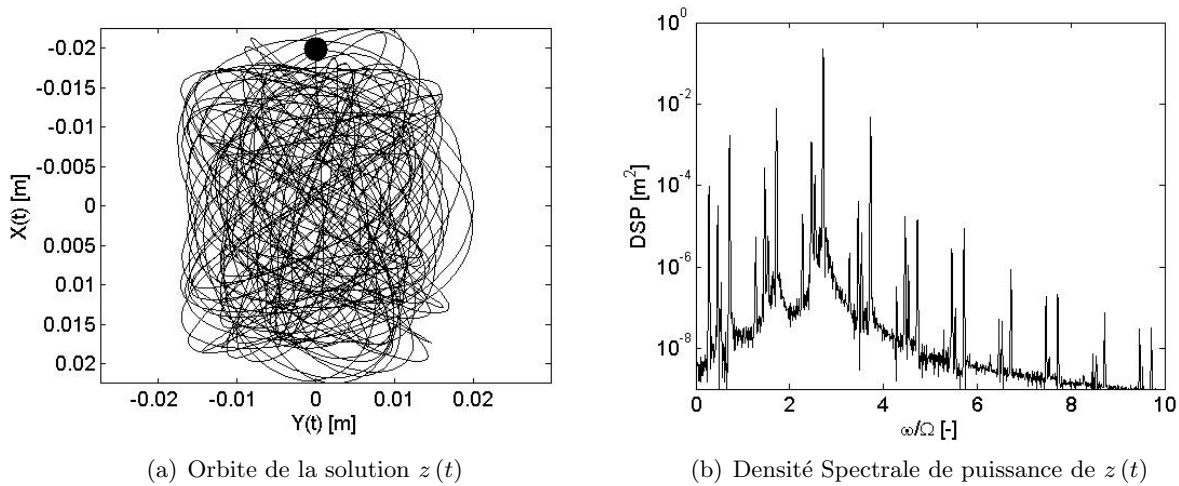 -0.02
-0.015
-0.01
-0.005
0
0.005
0.01
0.015
0.02
X(t) [m]
-0.02 -0.01 0 0.01 0.02
Y(t) [m]
(a) Orbite de la solution z (t)
10^0
10^-2
10^-4
10^-6
10^-8
DSP [m^2]
0 2 4 6 8 10
ω/Ω [-]
(b) Densité Spectrale de puissance de z (t)